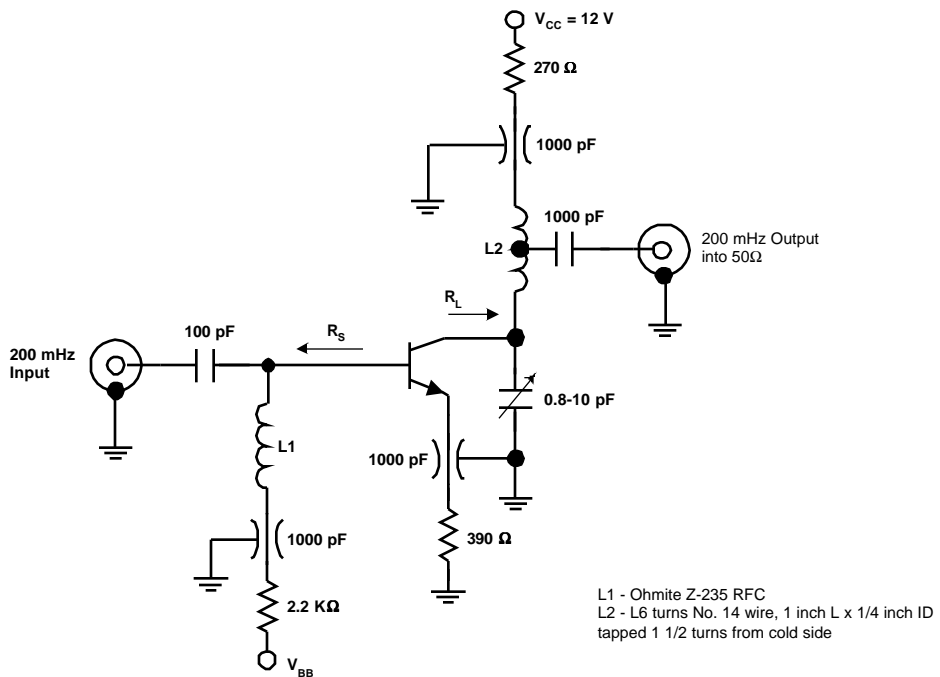 V_CC = 12 V
270 Ω
1000 pF
1000 pF
L2
200 mHz Output
into 50Ω
R_L
R_S
100 pF
200 mHz
Input
0.8-10 pF
L1
1000 pF
1000 pF
390 Ω
2.2 KΩ
V_BB
L1 - Ohmite Z-235 RFC
L2 - L6 turns No. 14 wire, 1 inch L x 1/4 inch ID
tapped 1 1/2 turns from cold side